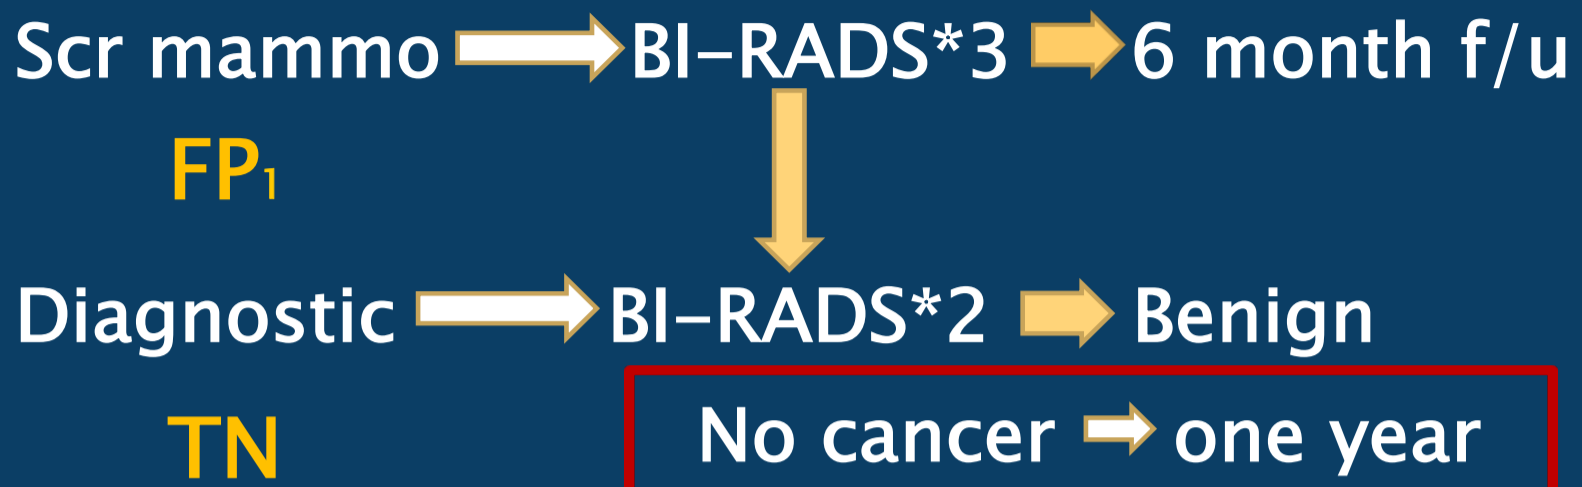 Scr mammo BI-RADS*3 6 month f/u
FP₁
Diagnostic BI-RADS*2 Benign
TN
No cancer one year